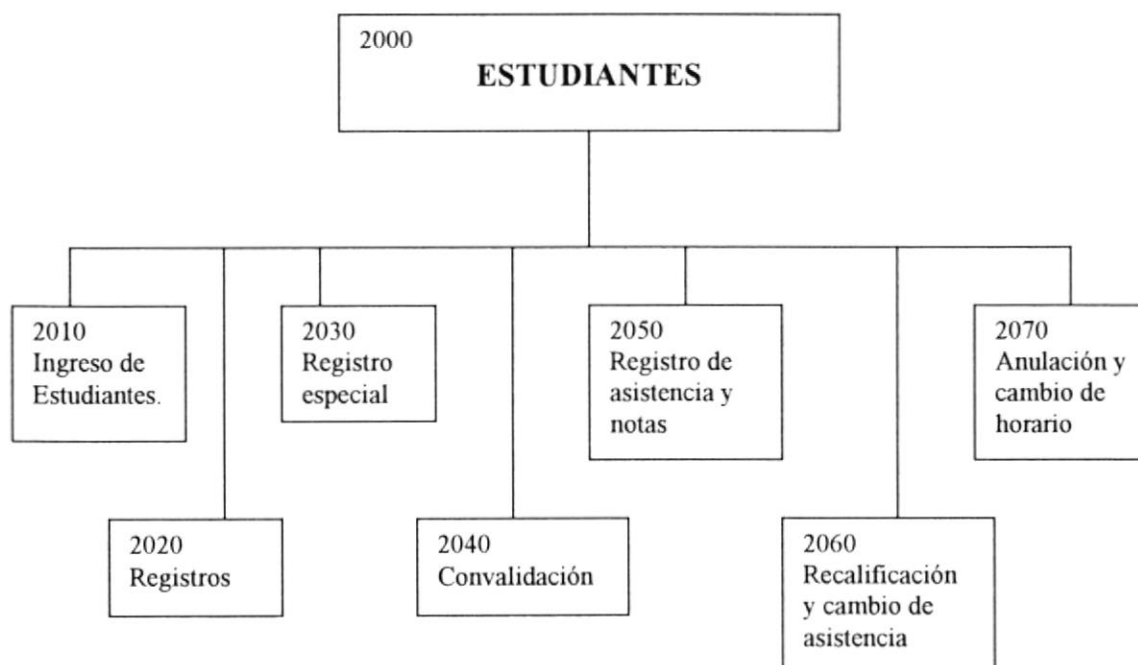 2000
ESTUDIANTES
2010
Ingreso de
Estudiantes.
2020
Registros
2030
Registro
especial
2040
Convalidación
2050
Registro de
asistencia y
notas
2060
Recalificación
y cambio de
asistencia
2070
Anulación y
cambio de
horario